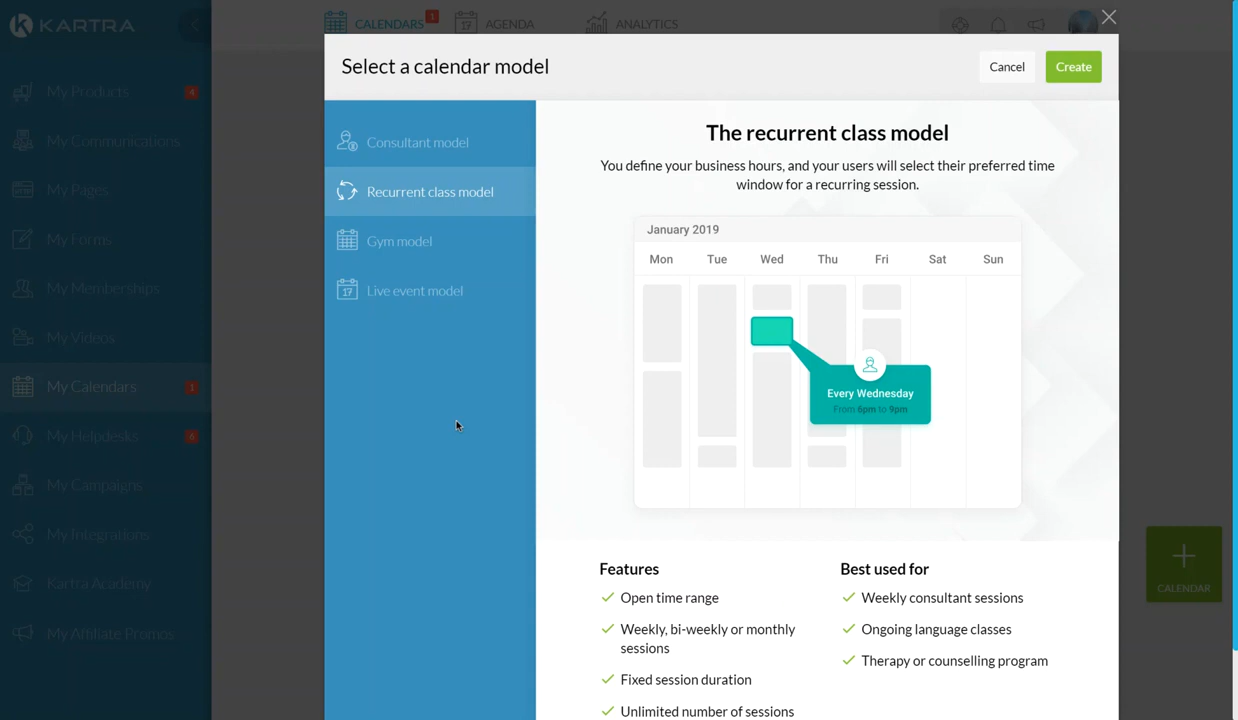 KARTRA
CALENDARS 1
AGENDA
ANALYTICS
My Products 4
My Communications
My Pages
My Forms
My Memberships
My Videos
My Calendars 1
My Helpdesks 6
My Campaigns
My Integrations
Kartra Academy
My Affiliate Promos
Select a calendar model
Cancel
Create
Consultant model
Recurrent class model
Gym model
17 Live event model
The recurrent class model
You define your business hours, and your users will select their preferred time
window for a recurring session.
January 2019
Mon Tue Wed Thu Fri Sat Sun
Every Wednesday
From 6pm to 9pm
Features
Open time range
Weekly, bi-weekly or monthly
sessions
Fixed session duration
Unlimited number of sessions
Best used for
Weekly consultant sessions
Ongoing language classes
Therapy or counselling program
CALENDAR